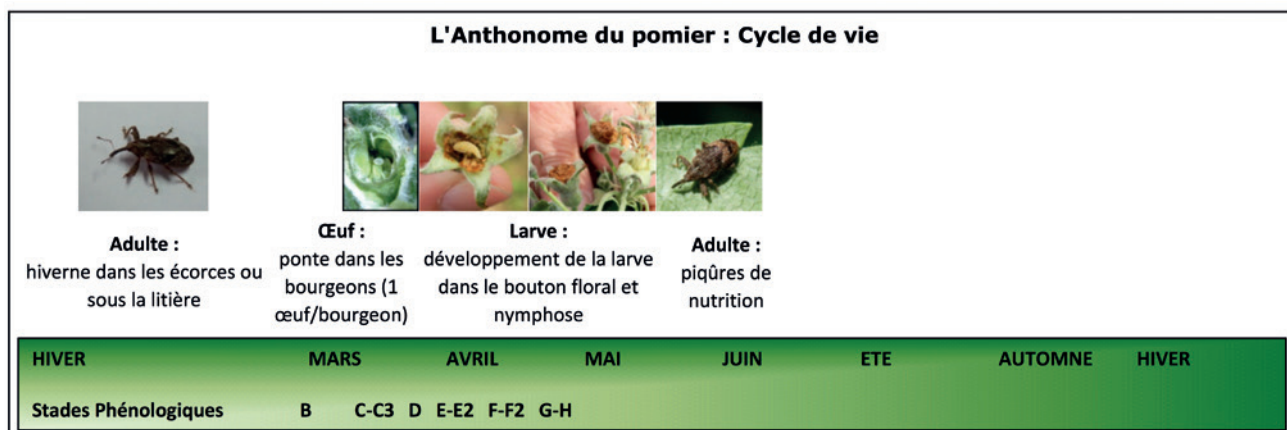 L'Anthonome du pomier : Cycle de vie
Adulte :
hiverne dans les écorces ou
sous la litière
Œuf :
ponte dans les
bourgeons (1
œuf/bourgeon)
Larve :
développement de la larve
dans le bouton floral et
nymphose
Adulte :
piqûres de
nutrition
HIVER MARS AVRIL MAI JUIN ETE AUTOMNE HIVER
Stades Phénologiques B C-C3 D E-E2 F-F2 G-H